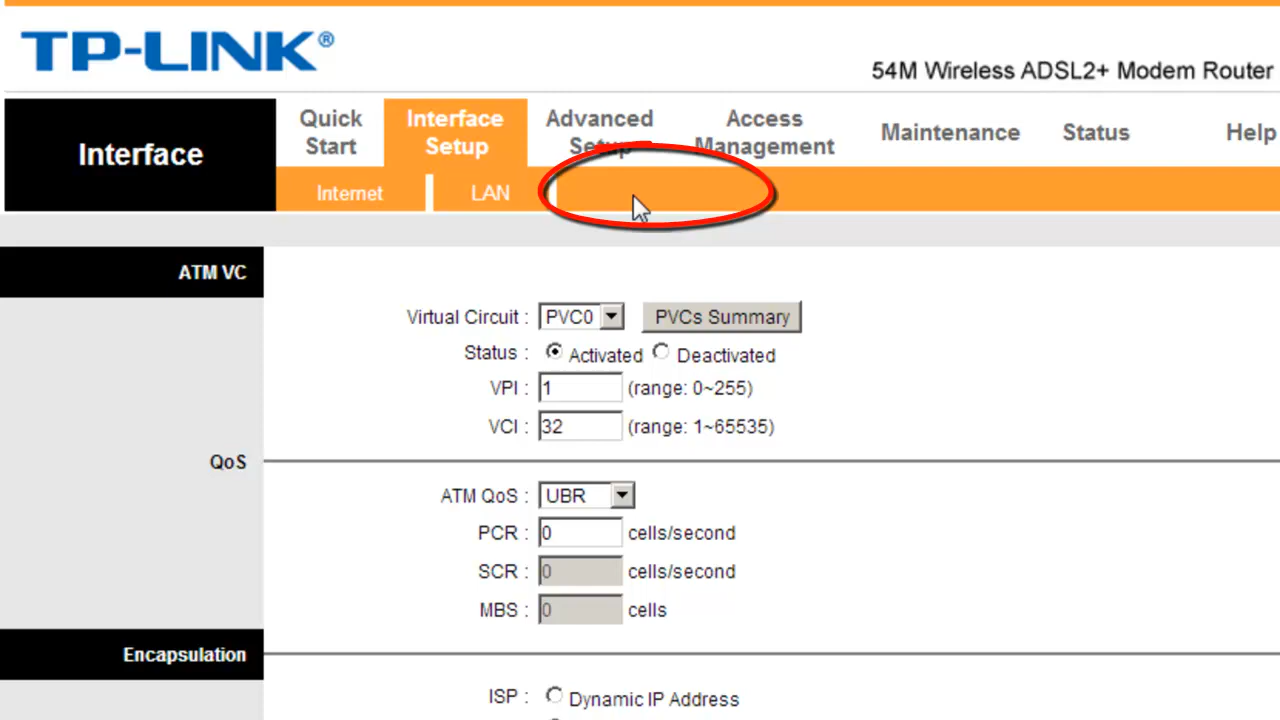 TP-LINK®
54M Wireless ADSL2+ Modem Router
Interface
Quick Start
Interface Setup
Advanced Setup
Access Management
Maintenance
Status
Help
Internet
LAN
ATM VC
Virtual Circuit : PVC0 PVCs Summary
Status : Activated Deactivated
VPI : 1 (range: 0~255)
VCI : 32 (range: 1~65535)
QoS
ATM QoS : UBR
PCR : 0 cells/second
SCR : 0 cells/second
MBS : 0 cells
Encapsulation
ISP : Dynamic IP Address